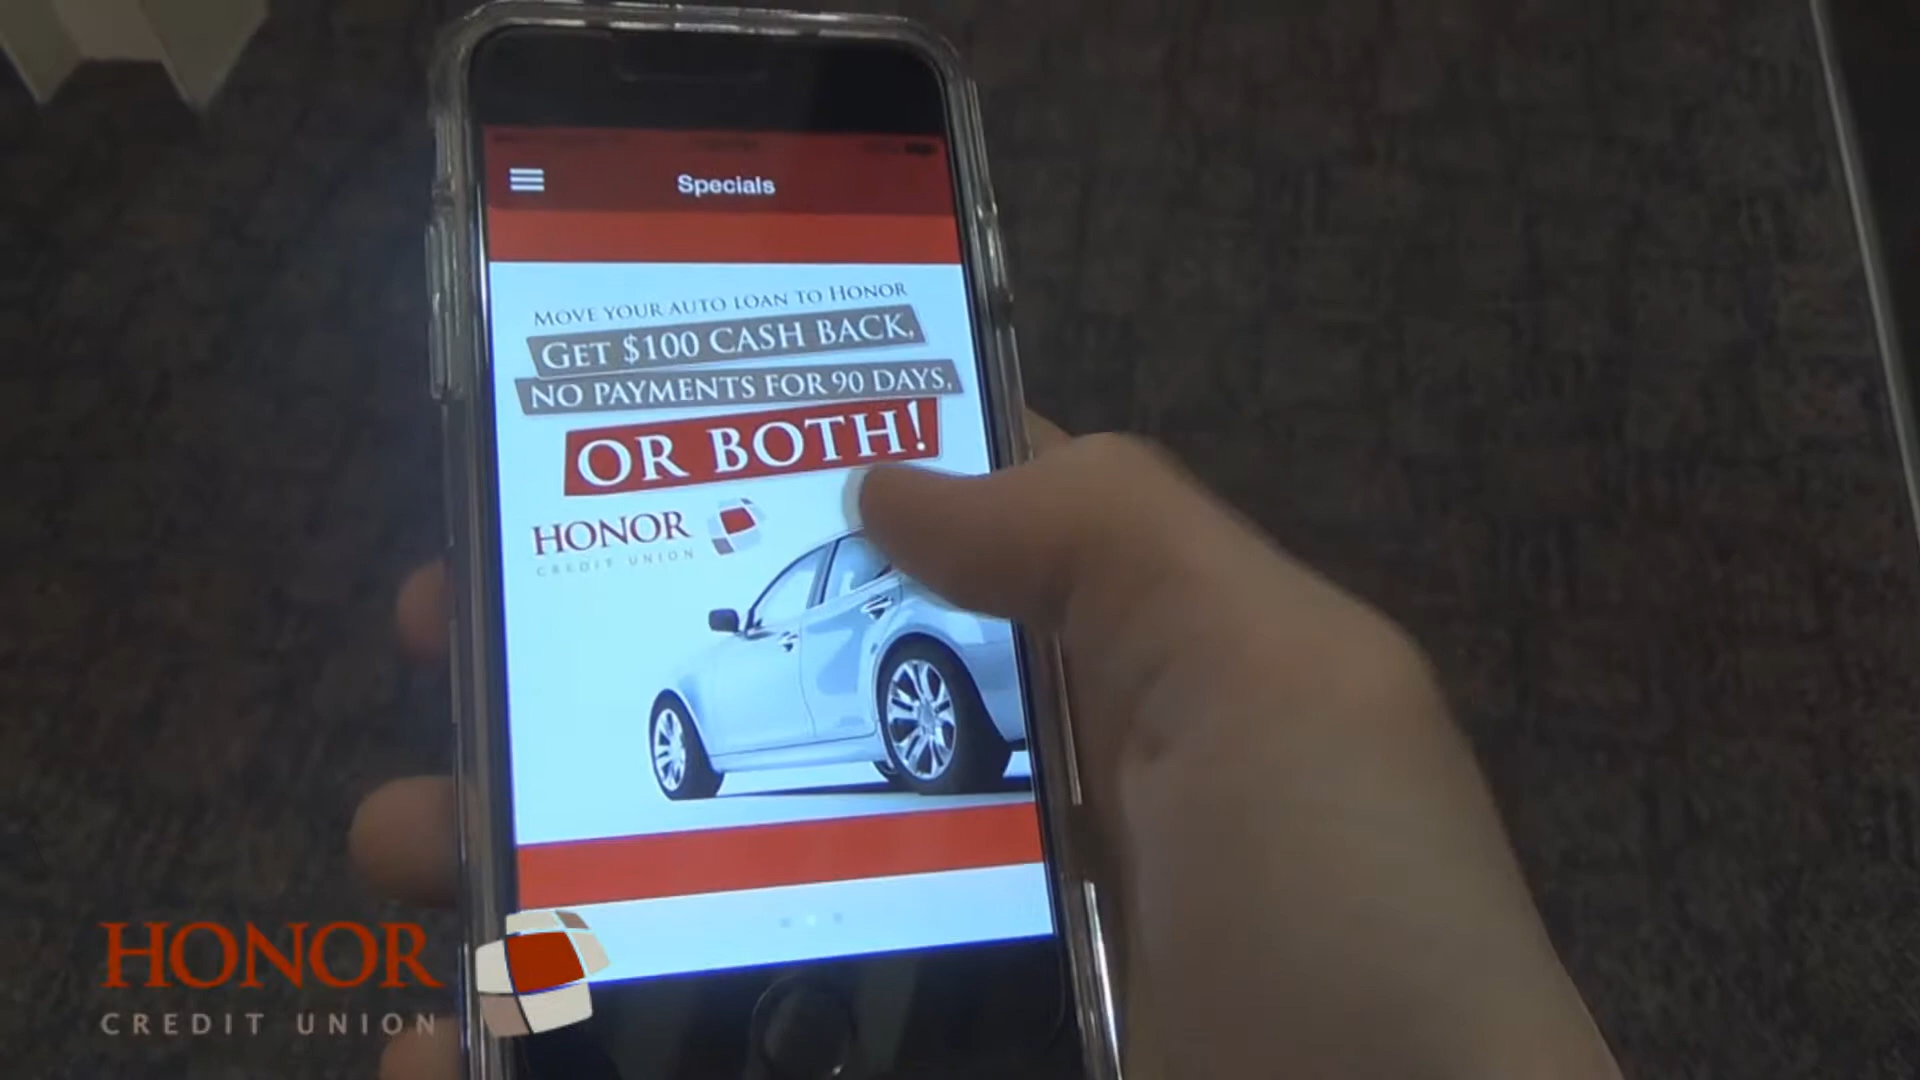 Specials
MOVE YOUR AUTO LOAN TO HONOR
GET $100 CASH BACK,
NO PAYMENTS FOR 90 DAYS,
OR BOTH!
HONOR
CREDIT UNION
HONOR
CREDIT UNION